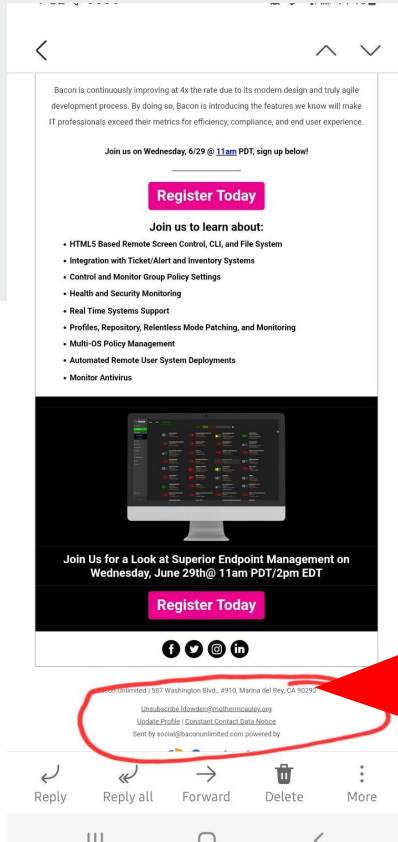 Bacon is continuously improving at 4x the rate due to its modern design and truly agile
development process. By doing so, Bacon is introducing the features we know will make
IT professionals exceed their metrics for efficiency, compliance, and end user experience.
Join us on Wednesday, 6/29 @ 11am PDT, sign up below!
Register Today
Join us to learn about:
• HTML5 Based Remote Screen Control, CLI, and File System
• Integration with Ticket/Alert and Inventory Systems
• Control and Monitor Group Policy Settings
• Health and Security Monitoring
• Real Time Systems Support
• Profiles, Repository, Relentless Mode Patching, and Monitoring
• Multi-OS Policy Management
• Automated Remote User System Deployments
• Monitor Antivirus
Join Us for a Look at Superior Endpoint Management on
Wednesday, June 29th@ 11am PDT/2pm EDT
Register Today
Unlimited | 587 Washington Blvd., #910, Marina del Rey, CA 90292
Unsubscribe ldowden@mothermcauley.org
Update Profile | Constant Contact Data Notice
Sent by social@baconunlimited.com powered by
Reply Reply all Forward Delete More